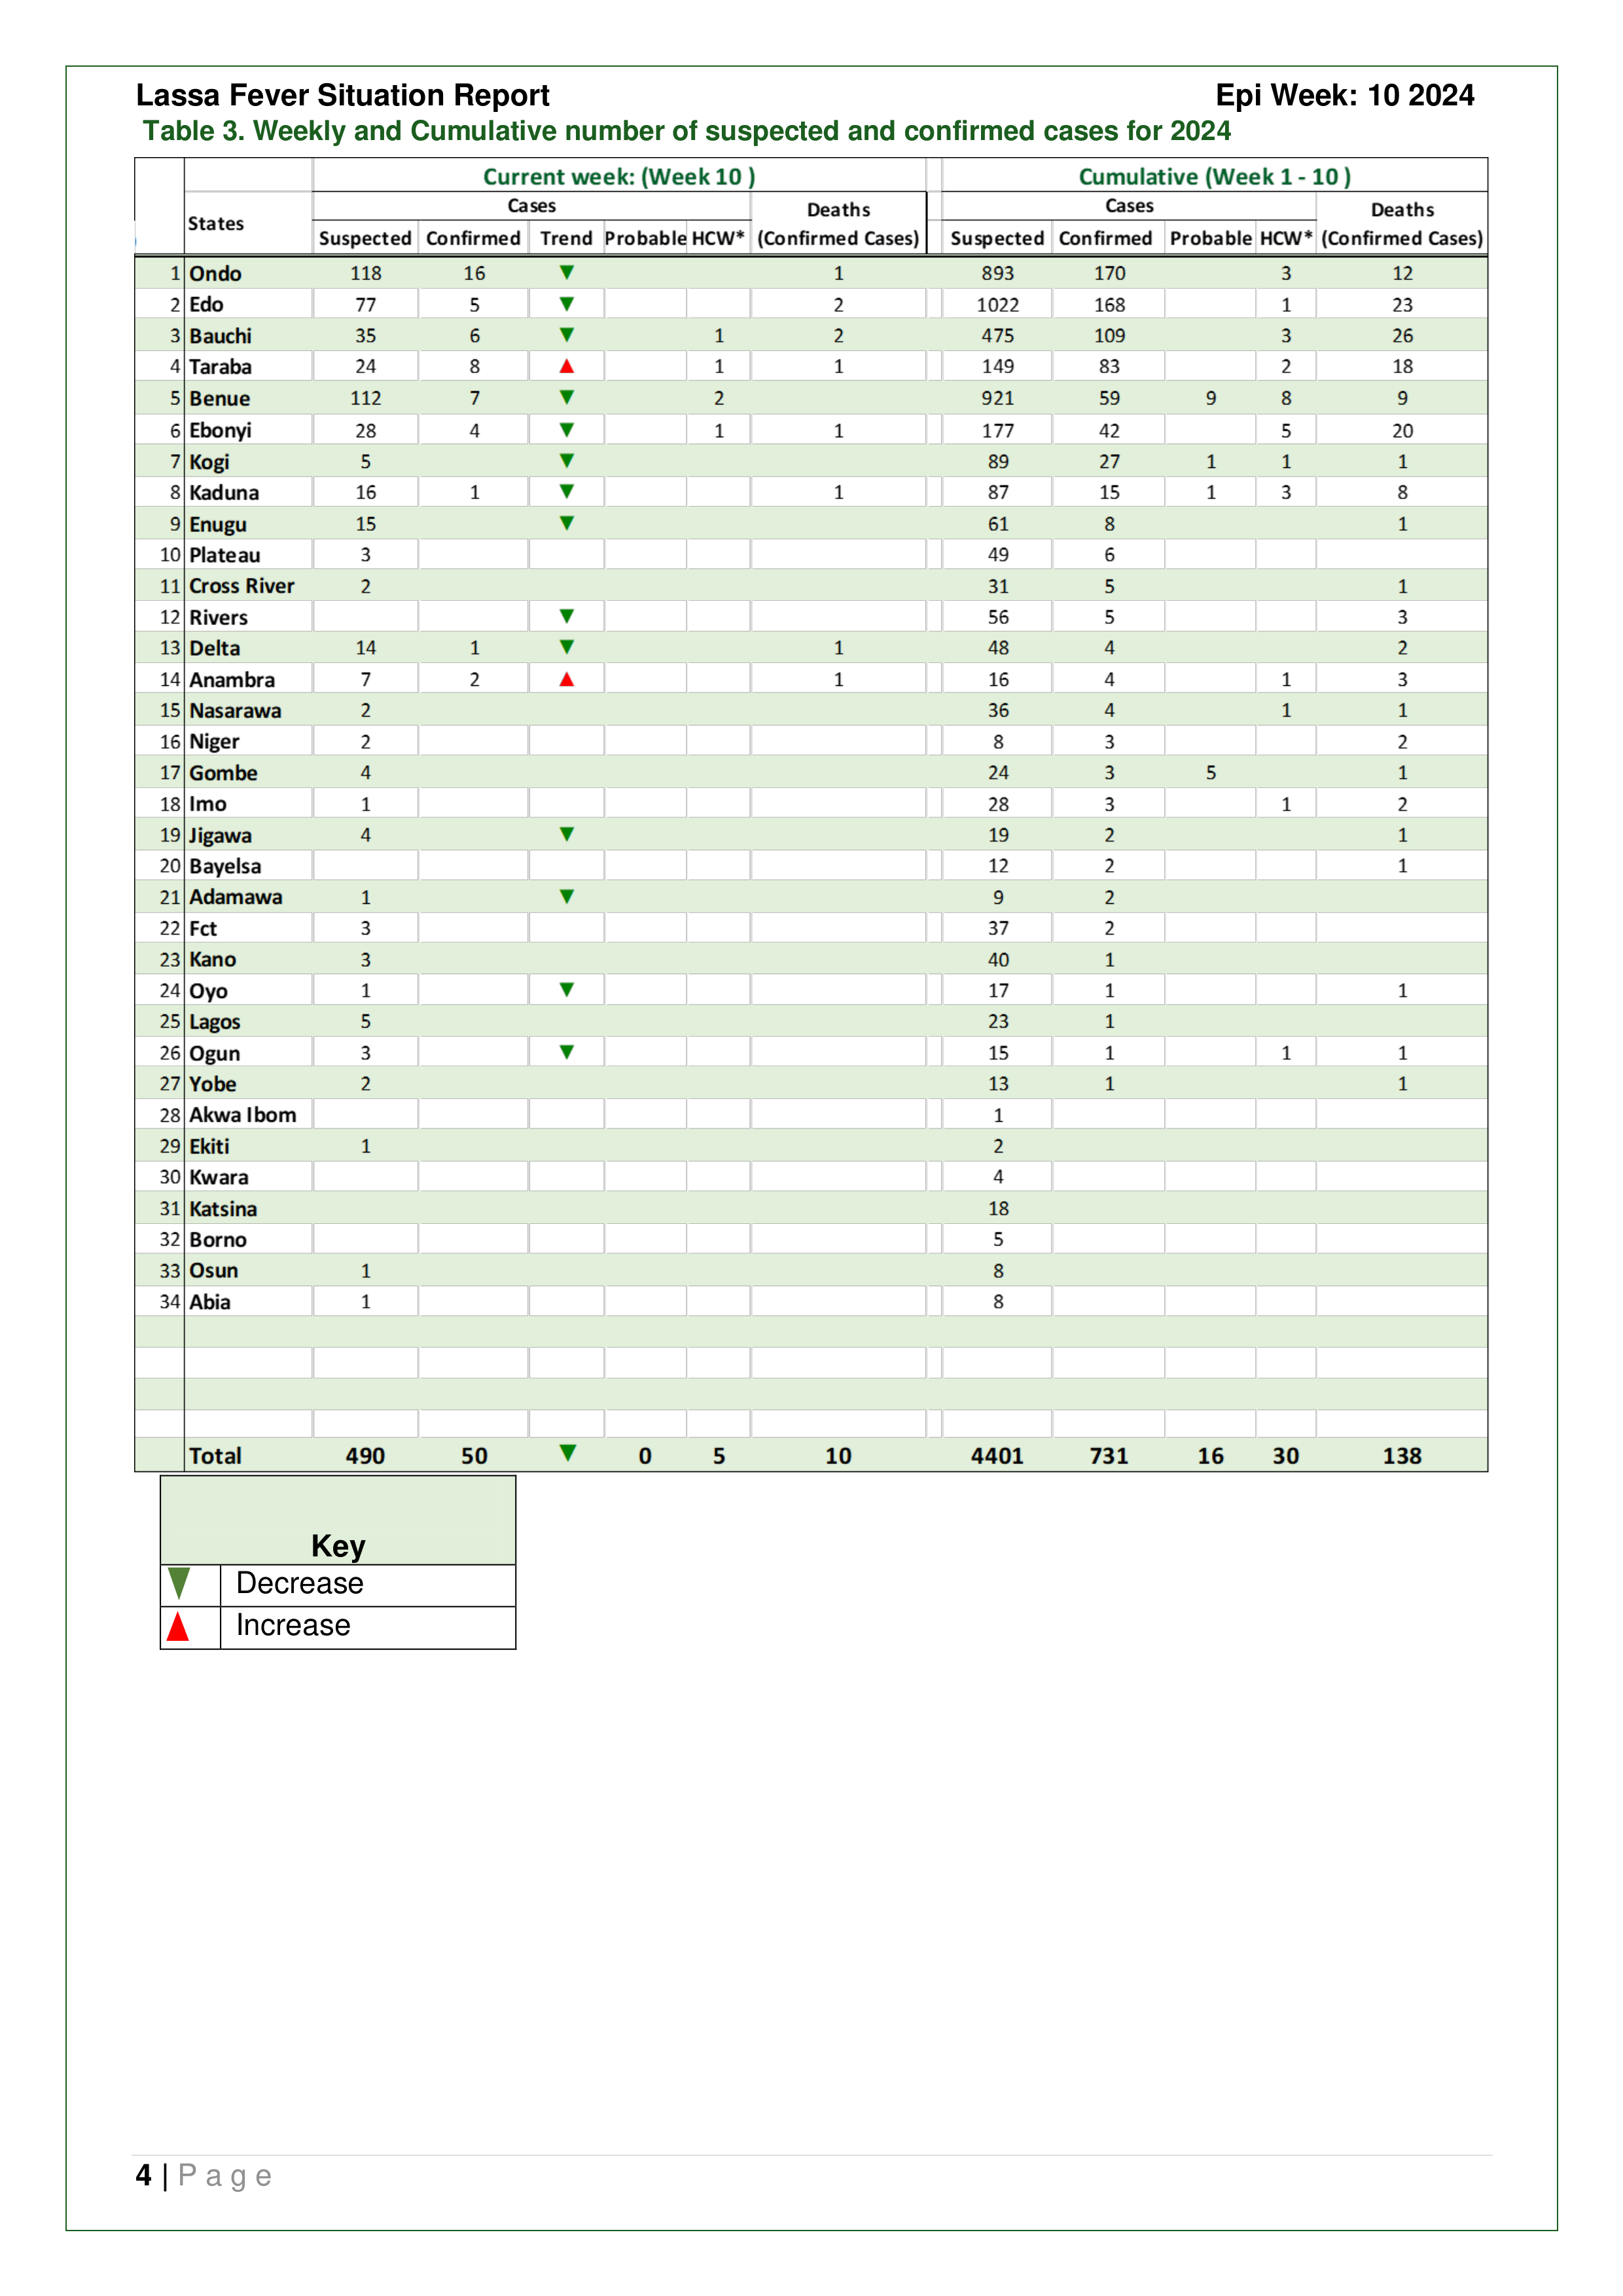 Lassa Fever Situation Report Epi Week: 10 2024
Table 3. Weekly and Cumulative number of suspected and confirmed cases for 2024
Current week: (Week 10 ) Cumulative (Week 1 - 10 )
States Cases Deaths (Confirmed Cases) Cases Deaths (Confirmed Cases)
Suspected Confirmed Trend Probable HCW* Suspected Confirmed Probable HCW*
1 Ondo 118 16 ▼ 1 893 170 3 12
2 Edo 77 5 ▼ 2 1022 168 1 23
3 Bauchi 35 6 ▼ 1 2 475 109 3 26
4 Taraba 24 8 ▲ 1 1 149 83 2 18
5 Benue 112 7 ▼ 2 921 59 9 8 9
6 Ebonyi 28 4 ▼ 1 1 177 42 5 20
7 Kogi 5 ▼ 89 27 1 1 1
8 Kaduna 16 1 ▼ 1 87 15 1 3 8
9 Enugu 15 ▼ 61 8 1
10 Plateau 3 49 6
11 Cross River 2 31 5 1
12 Rivers ▼ 56 5 3
13 Delta 14 1 ▼ 1 48 4 2
14 Anambra 7 2 ▲ 1 16 4 1 3
15 Nasarawa 2 36 4 1 1
16 Niger 2 8 3 2
17 Gombe 4 24 3 5 1
18 Imo 1 28 3 1 2
19 Jigawa 4 ▼ 19 2 1
20 Bayelsa 12 2 1
21 Adamawa 1 ▼ 9 2
22 Fct 3 37 2
23 Kano 3 40 1
24 Oyo 1 ▼ 17 1 1
25 Lagos 5 23 1
26 Ogun 3 ▼ 15 1 1 1
27 Yobe 2 13 1 1
28 Akwa Ibom 1
29 Ekiti 1 2
30 Kwara 4
31 Katsina 18
32 Borno 5
33 Osun 1 8
34 Abia 1 8
Total 490 50 ▼ 0 5 10 4401 731 16 30 138
Key
▼ Decrease
▲ Increase
4 | Page